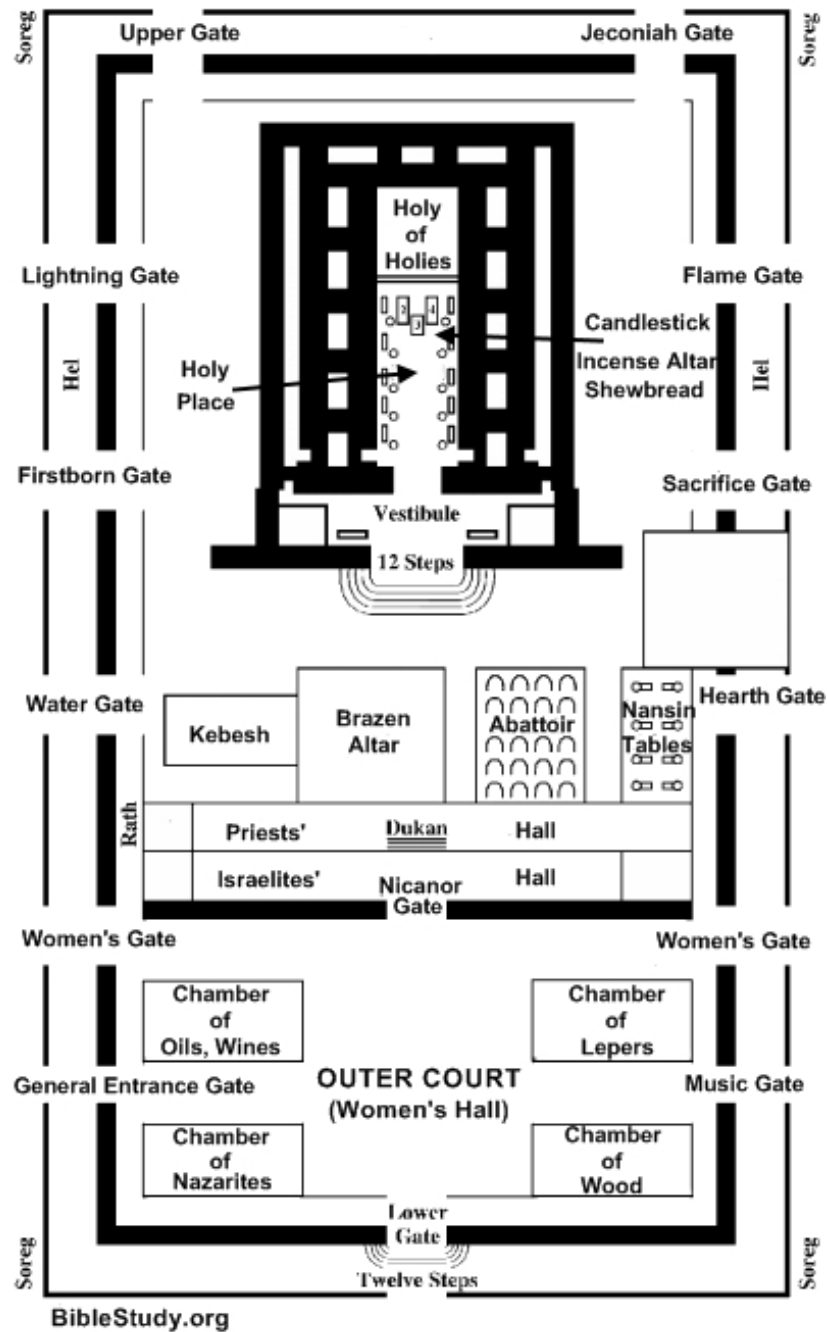 Soreg
Upper Gate
Jeconiah Gate
Soreg
Holy
of
Holies
Lightning Gate
Flame Gate
2
4
3
Candlestick
Incense Altar
Shewbread
Hel
Holy
Place
Hel
Firstborn Gate
Sacrifice Gate
Vestibule
12 Steps
Water Gate
Hearth Gate
Kebesh
Brazen
Altar
Abattoir
Nansin
Tables
Rath
Priests'
Dukan
Hall
Israelites'
Nicanor
Gate
Hall
Women's Gate
Women's Gate
Chamber
of
Oils, Wines
Chamber
of
Lepers
General Entrance Gate
OUTER COURT
(Women's Hall)
Music Gate
Chamber
of
Nazarites
Chamber
of
Wood
Lower
Gate
Twelve Steps
Soreg
Soreg
BibleStudy.org